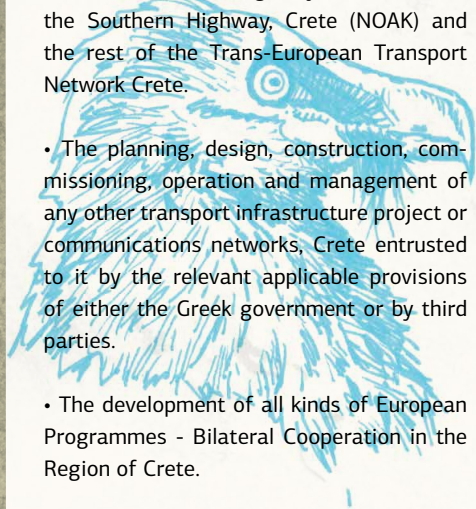 the Southern Highway, Crete (NOAK) and
the rest of the Trans-European Transport
Network Crete.
• The planning, design, construction, com-
missioning, operation and management of
any other transport infrastructure project or
communications networks, Crete entrusted
to it by the relevant applicable provisions
of either the Greek government or by third
parties.
• The development of all kinds of European
Programmes - Bilateral Cooperation in the
Region of Crete.